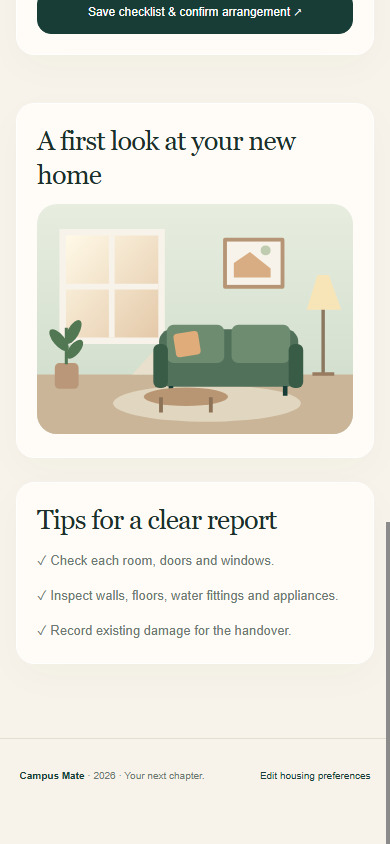 Save checklist & confirm arrangement ↗
A first look at your new
home
Tips for a clear report
✓ Check each room, doors and windows.
✓ Inspect walls, floors, water fittings and appliances.
✓ Record existing damage for the handover.
Campus Mate · 2026 · Your next chapter.
Edit housing preferences